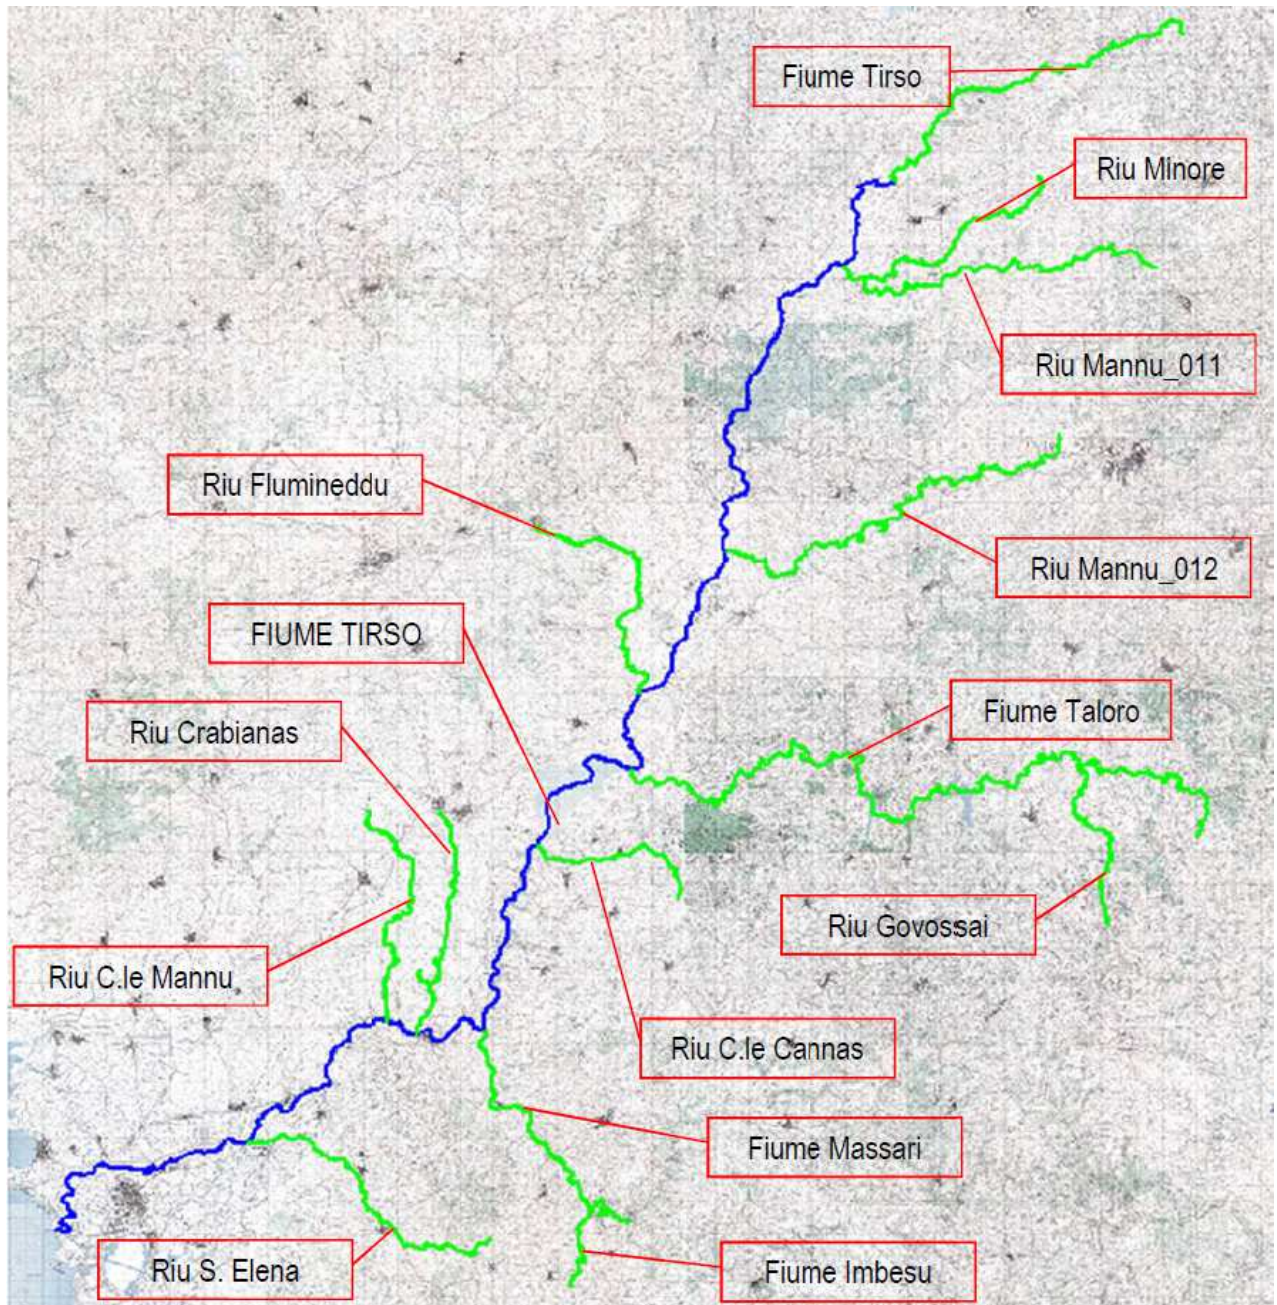 Fiume Tirso
Riu Minore
Riu Mannu_011
Riu Flumineddu
Riu Mannu_012
FIUME TIRSO
Fiume Taloro
Riu Crabianas
Riu Govossai
Riu C.le Mannu
Riu C.le Cannas
Fiume Massari
Riu S. Elena
Fiume Imbesu